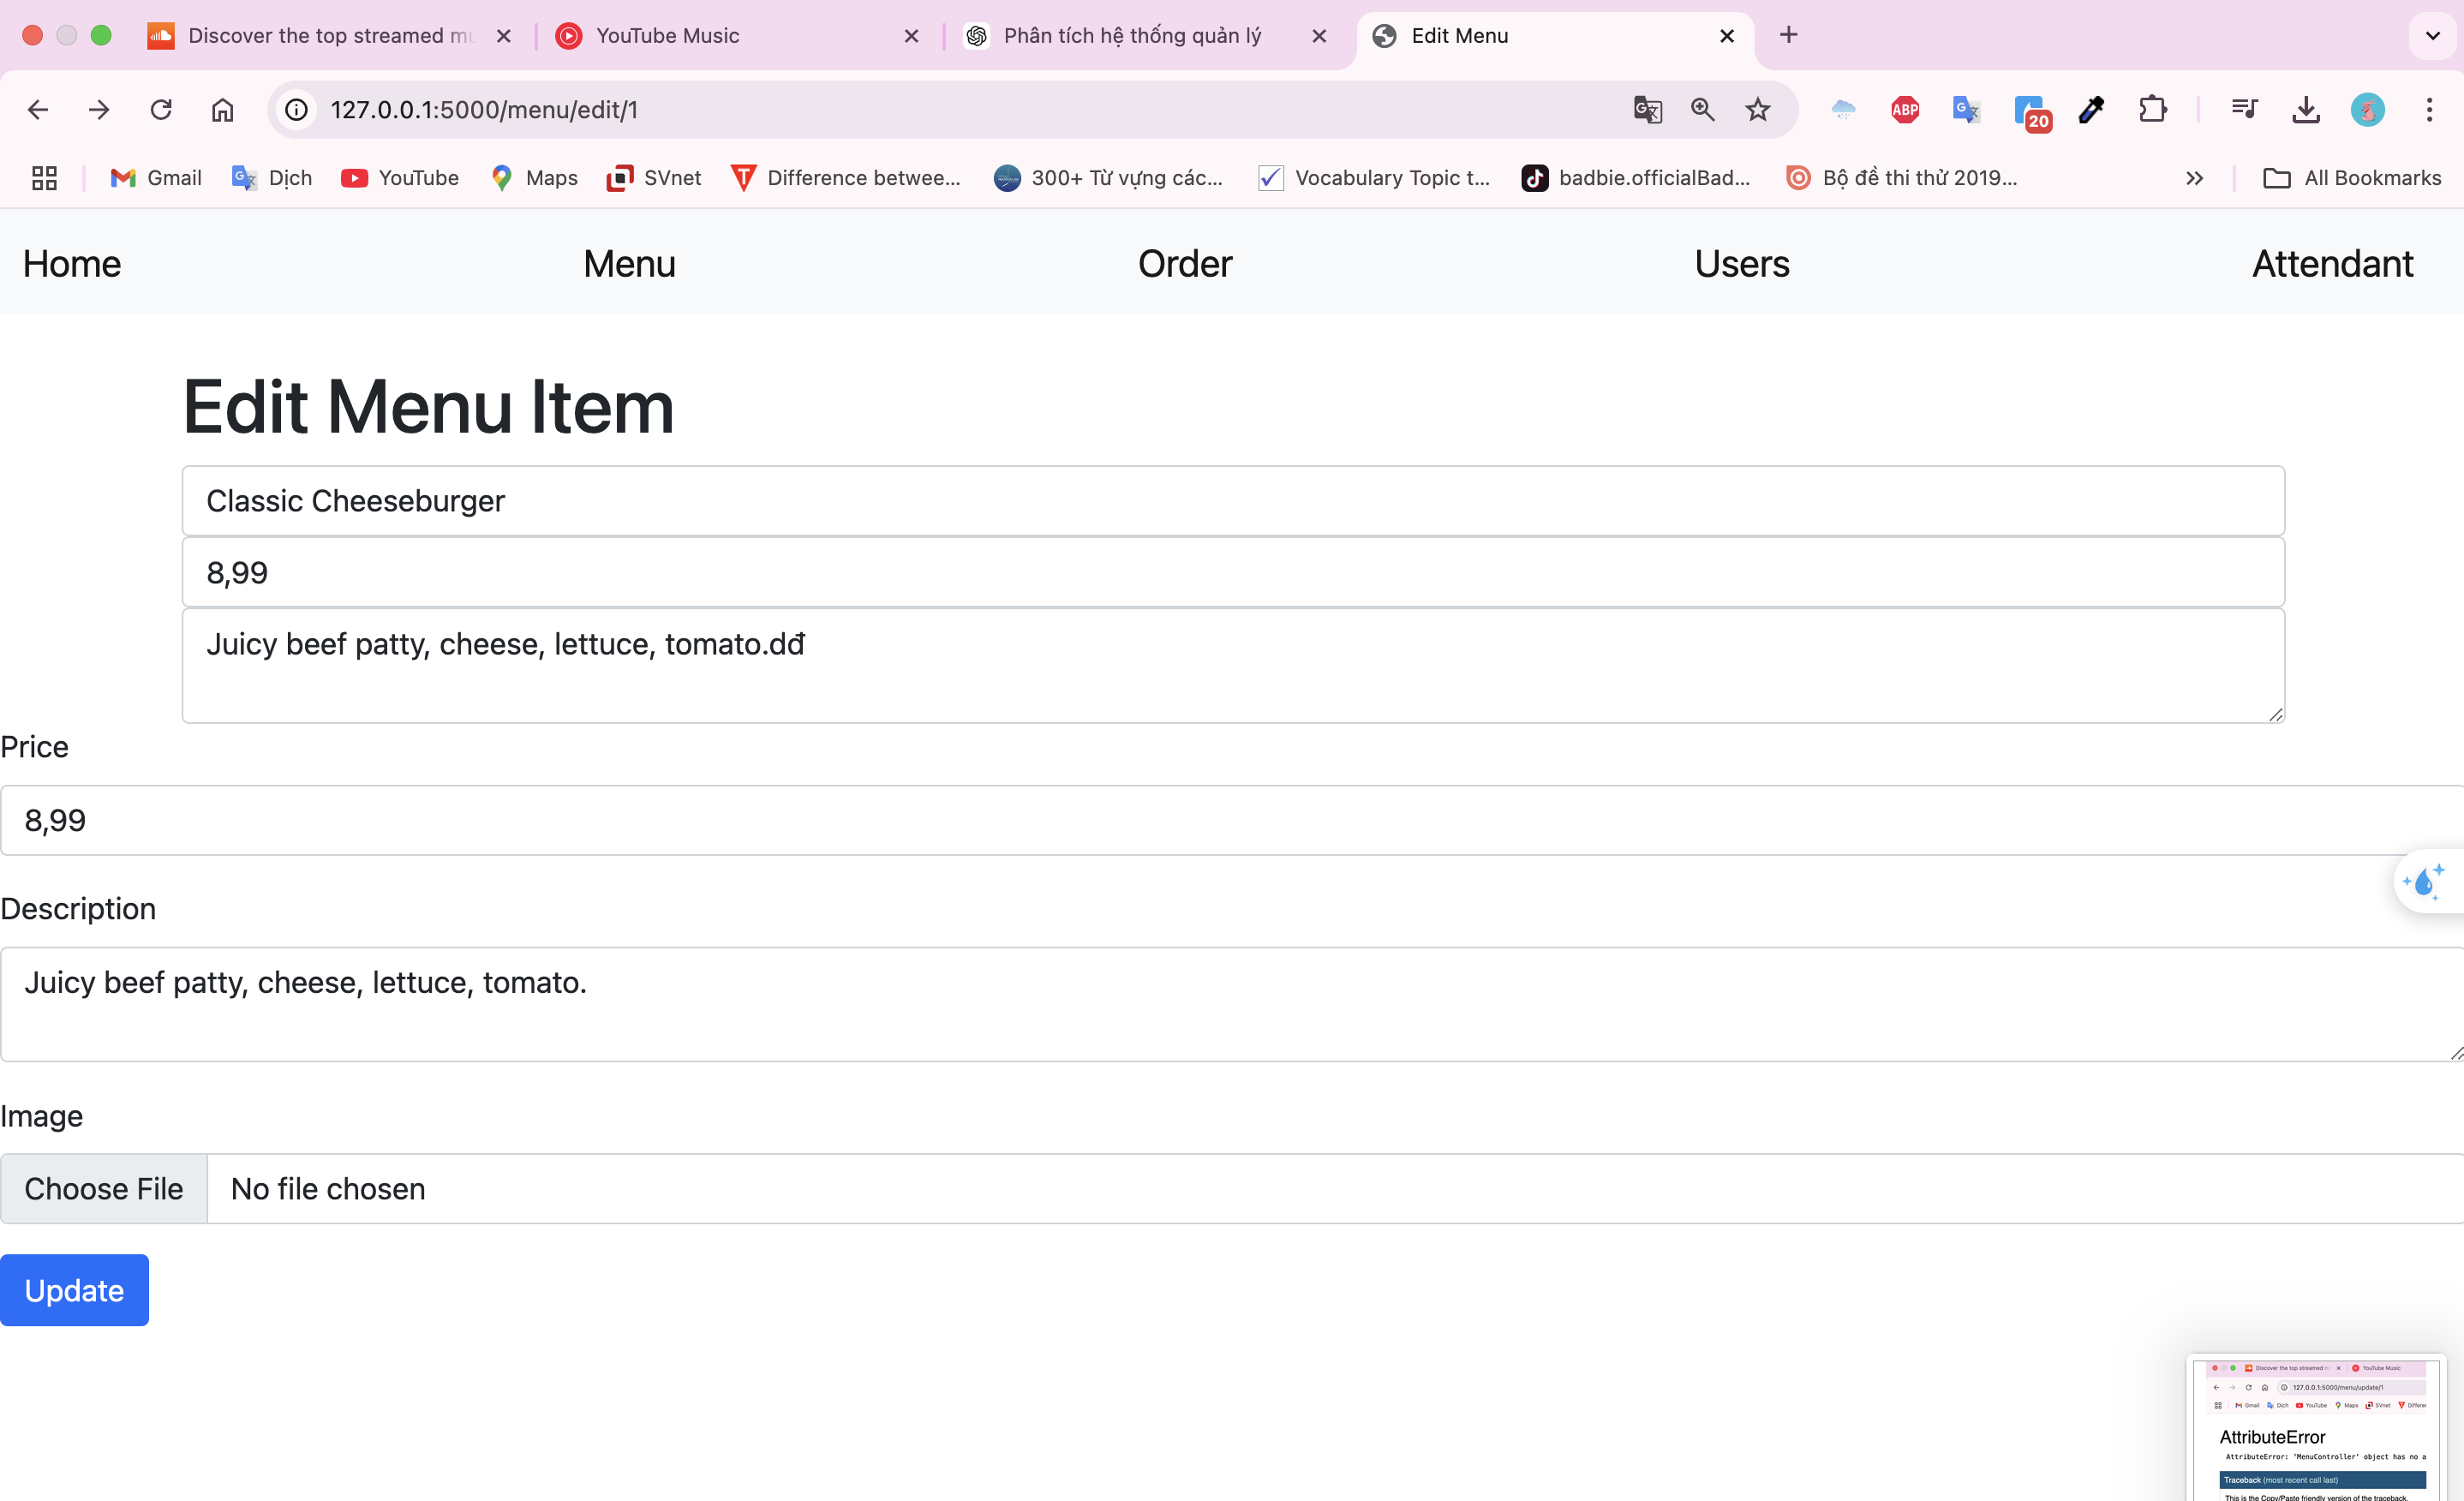 Discover the top streamed mu
YouTube Music
Phân tích hệ thống quản lý
Edit Menu
127.0.0.1:5000/menu/edit/1
ABP
20
Gmail
Dịch
YouTube
Maps
SVnet
Difference betwee...
300+ Từ vựng các...
Vocabulary Topic t...
badbie.officialBad...
Bộ đề thi thử 2019...
All Bookmarks
Home
Menu
Order
Users
Attendant
Edit Menu Item
Classic Cheeseburger
8,99
Juicy beef patty, cheese, lettuce, tomato.dđ
Price
8,99
Description
Juicy beef patty, cheese, lettuce, tomato.
Image
Choose File No file chosen
Update
Discover the top streamed m
YouTube Music
127.0.0.1:5000/menu/update/1
Gmail
Dịch
YouTube
Maps
SVnet
Differen
AttributeError
AttributeError: 'MenuController' object has no a
Traceback (most recent call last)
This is the Copy/Paste friendly version of the traceback.